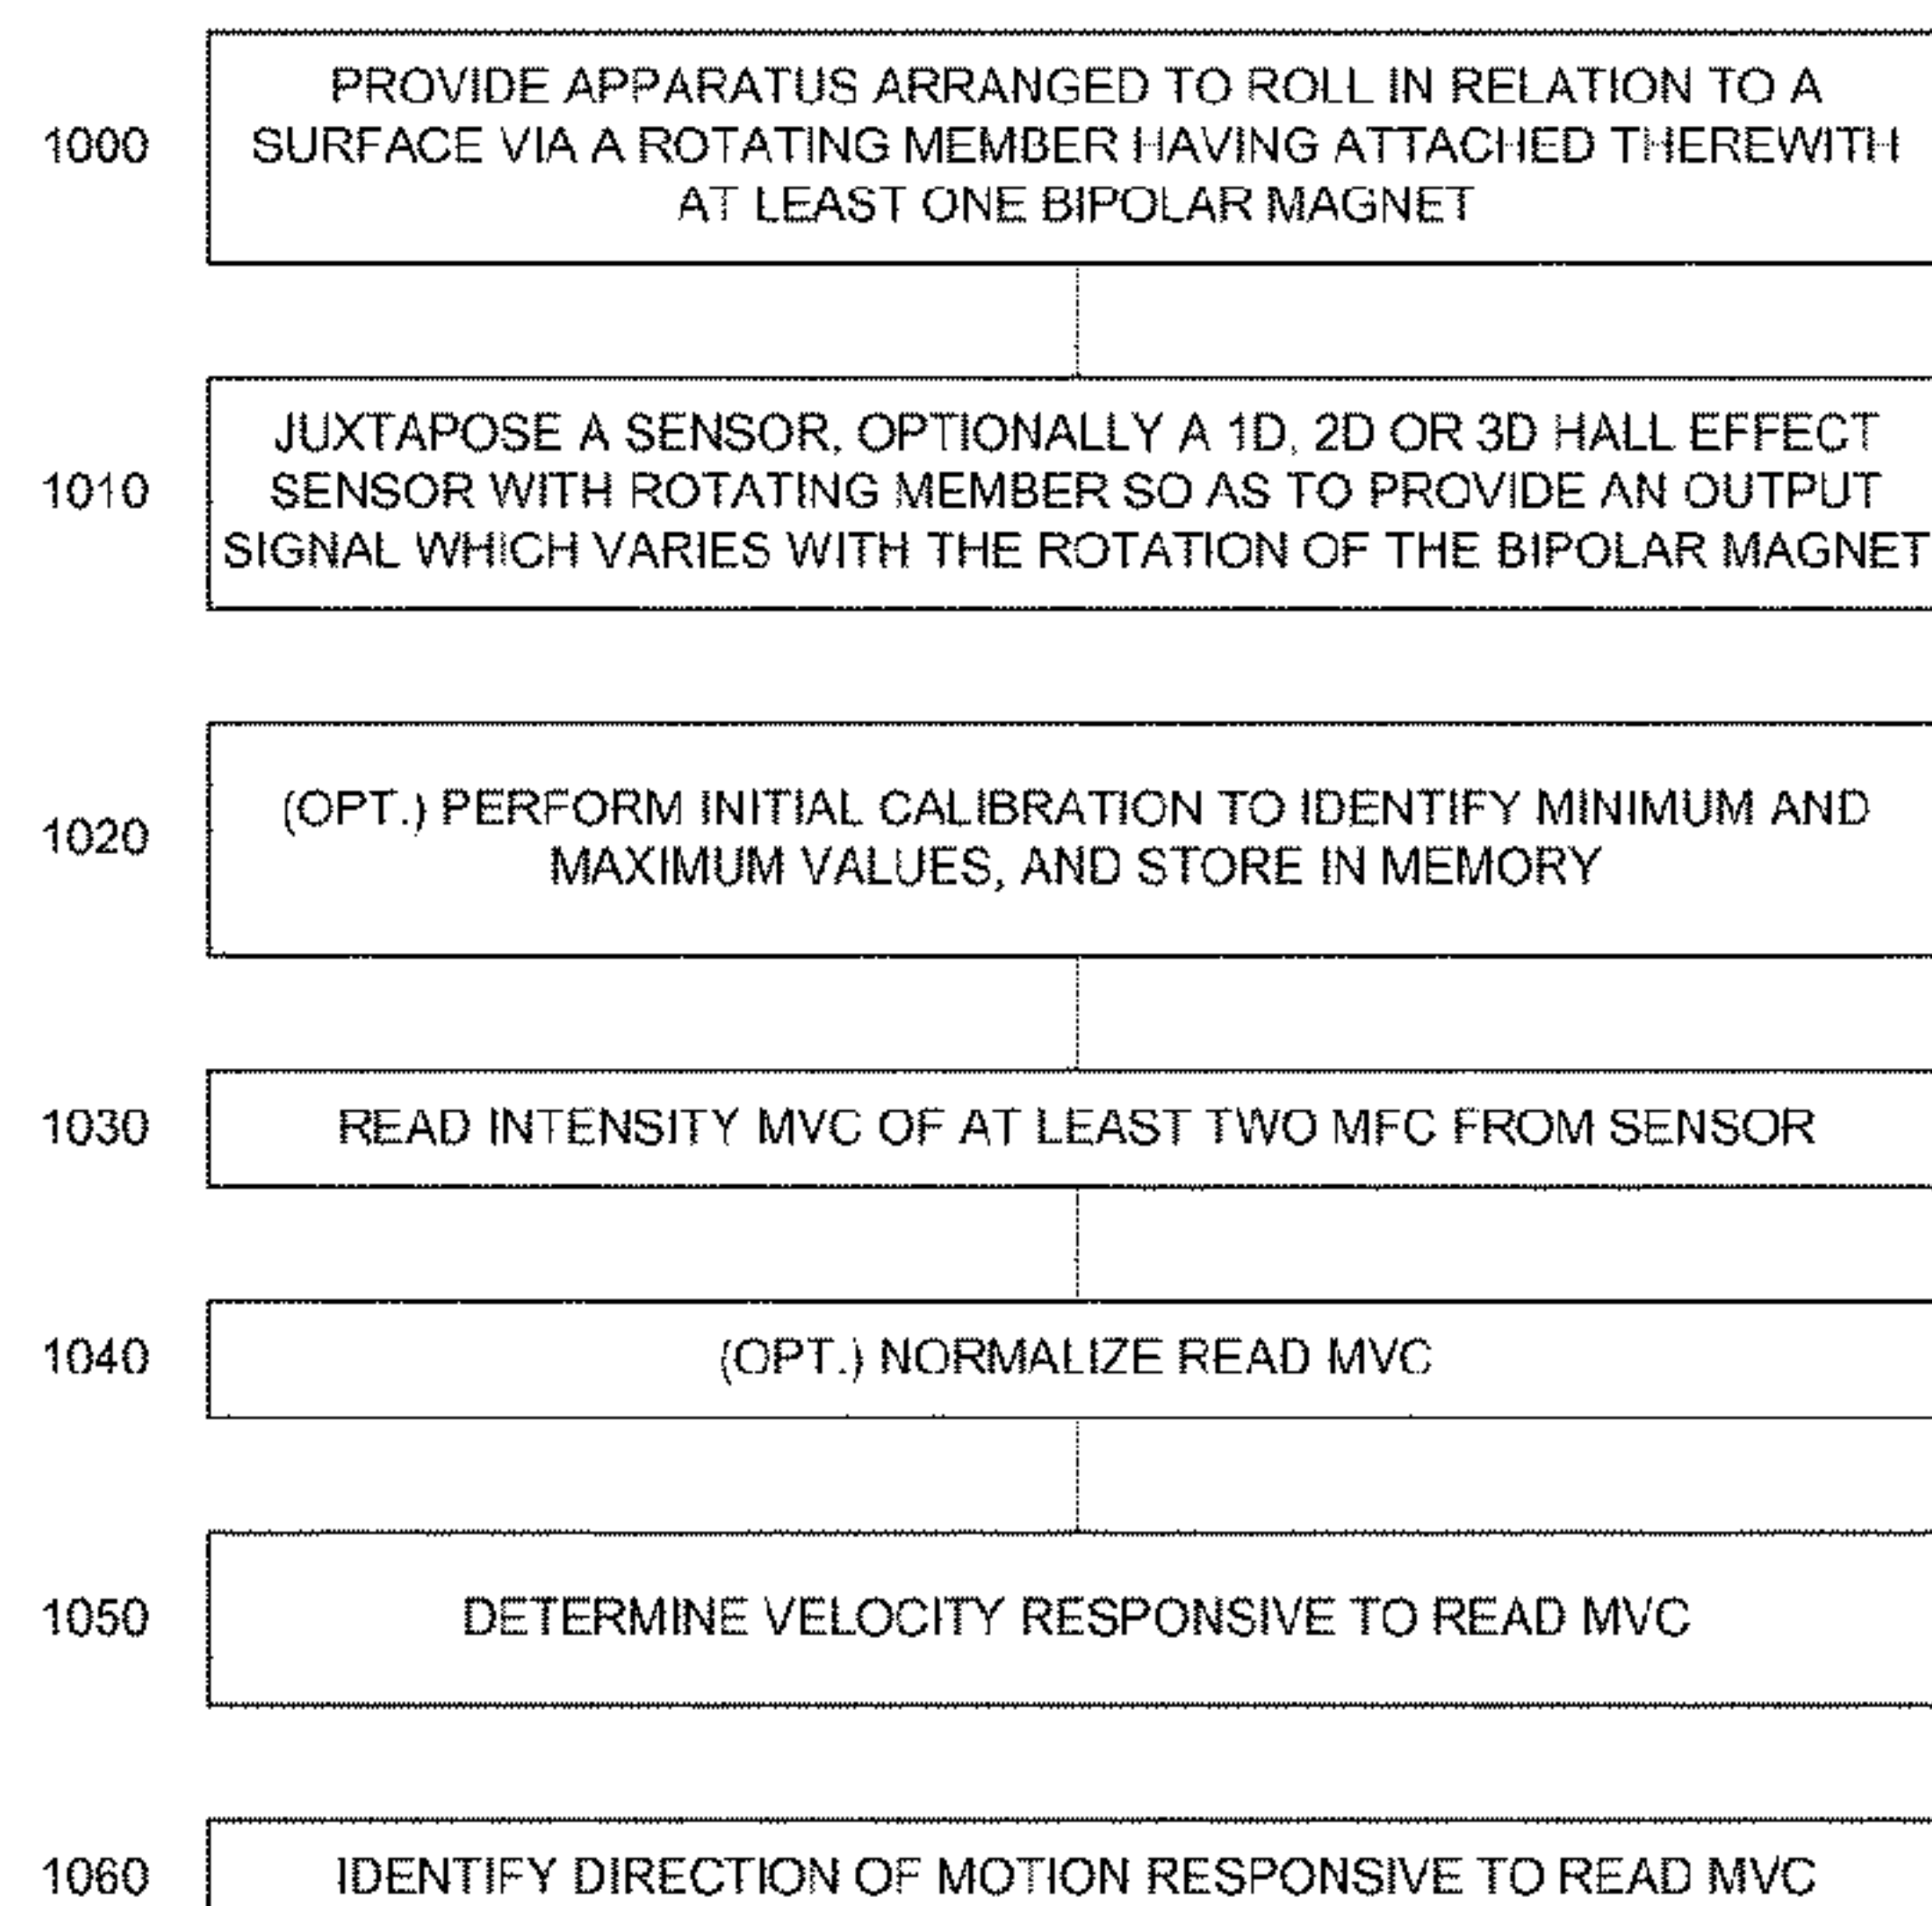 PROVIDE APPARATUS ARRANGED TO ROLL IN RELATION TO A
1000
SURFACE VIA A ROTATING MEMBER HAVING ATTACHED THEREWITH
AT LEAST ONE BIPOLAR MAGNET
JUXTAPOSE A SENSOR, OPTIONALLY A 1D, 2D OR 3D HALL EFFECT
1010
SENSOR WITH ROTATING MEMBER SO AS TO PROVIDE AN OUTPUT
SIGNAL WHICH VARIES WITH THE ROTATION OF THE BIPOLAR MAGNET
1020
(OPT.) PERFORM INITIAL CALIBRATION TO IDENTIFY MINIMUM AND
MAXIMUM VALUES, AND STORE IN MEMORY
1030
READ INTENSITY MVC OF AT LEAST TWO MFC FROM SENSOR
1040
(OPT.) NORMALIZE READ MVC
1050
DETERMINE VELOCITY RESPONSIVE TO READ MVC
1060
IDENTIFY DIRECTION OF MOTION RESPONSIVE TO READ MVC